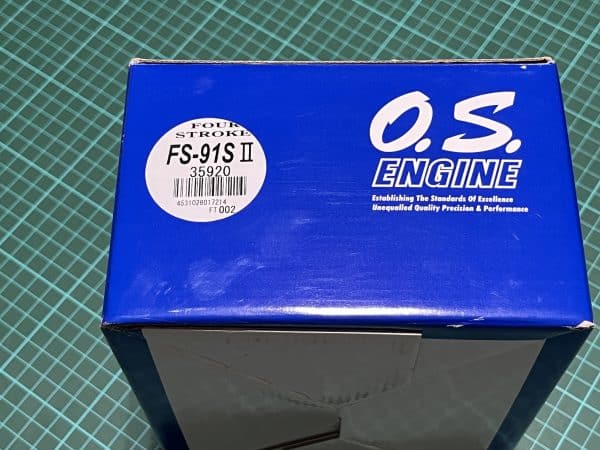 FOUR
STROKE
FS-91S II
35920
4531028017214
FT 002
O.S.
ENGINE
Establishing The Standards Of Excellence
Unequalled Quality Precision & Performance